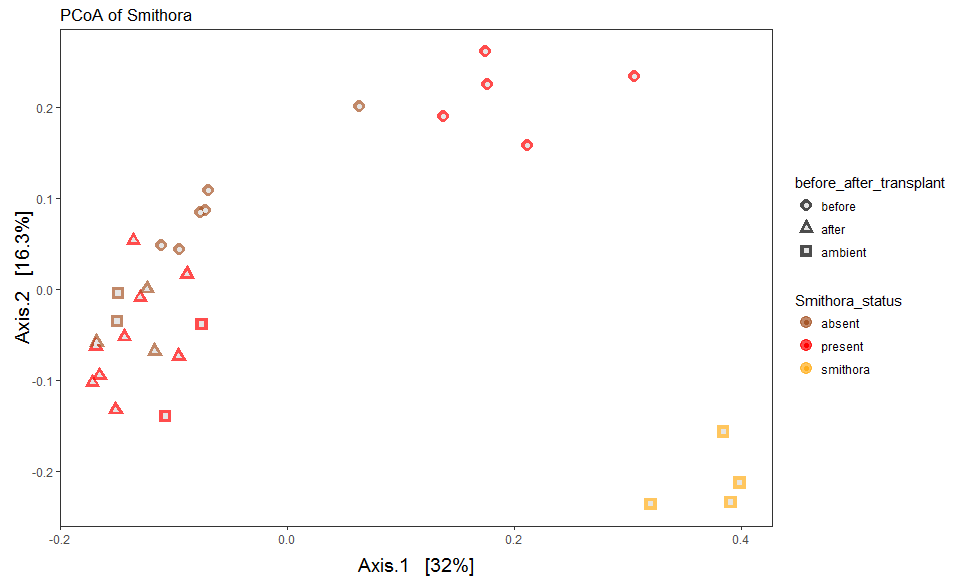 PCoA of Smithora
0.2
0.1
0.0
-0.1
-0.2
Axis.2 [16.3%]
-0.2
0.0
0.2
0.4
Axis.1 [32%]
before_after_transplant
before
after
ambient
Smithora_status
absent
present
smithora